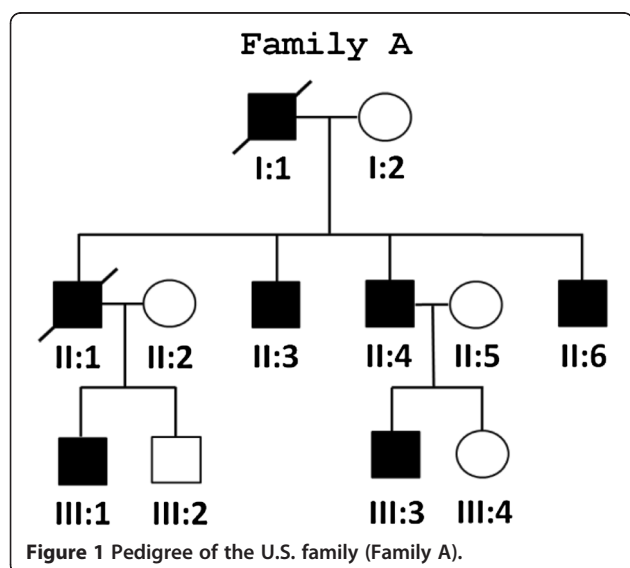 Family A
I:1 I:2
II:1 II:2 II:3 II:4 II:5 II:6
III:1 III:2 III:3 III:4
Figure 1 Pedigree of the U.S. family (Family A).